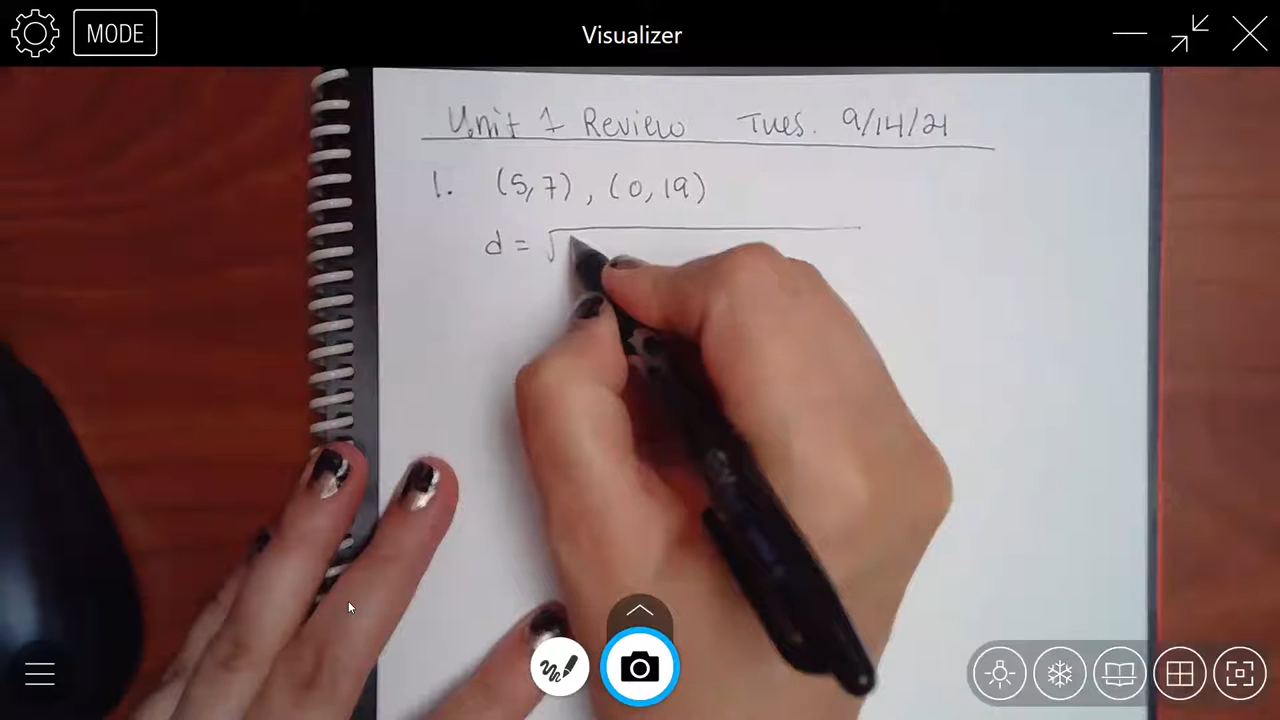 MODE
Visualizer
Unit 1 Review Tues. 9/14/21
1. (5,7), (0,19)
d = √